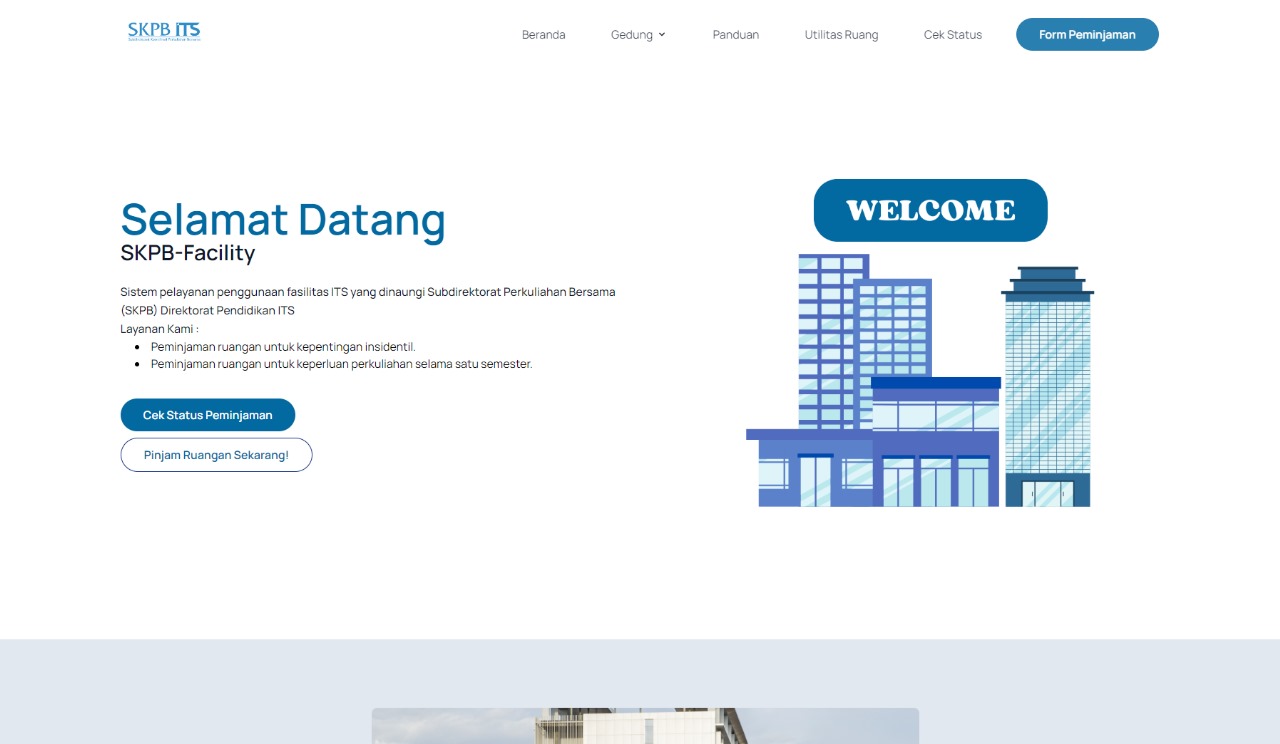 SKPB ITS
Beranda
Gedung
Panduan
Utilitas Ruang
Cek Status
Form Peminjaman
WELCOME
Selamat Datang
SKPB-Facility
Sistem pelayanan penggunaan fasilitas ITS yang dinaungi Subdirektorat Perkuliahan Bersama
(SKPB) Direktorat Pendidikan ITS
Layanan Kami :
Peminjaman ruangan untuk kepentingan insidentil.
Peminjaman ruangan untuk keperluan perkuliahan selama satu semester.
Cek Status Peminjaman
Pinjam Ruangan Sekarang!